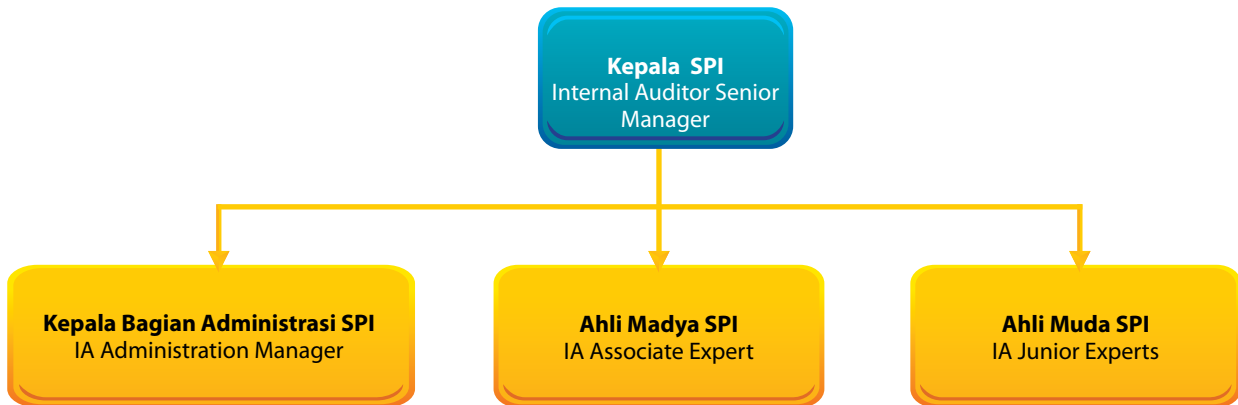 Kepala SPI
Internal Auditor Senior
Manager
Kepala Bagian Administrasi SPI
IA Administration Manager
Ahli Madya SPI
IA Associate Expert
Ahli Muda SPI
IA Junior Experts